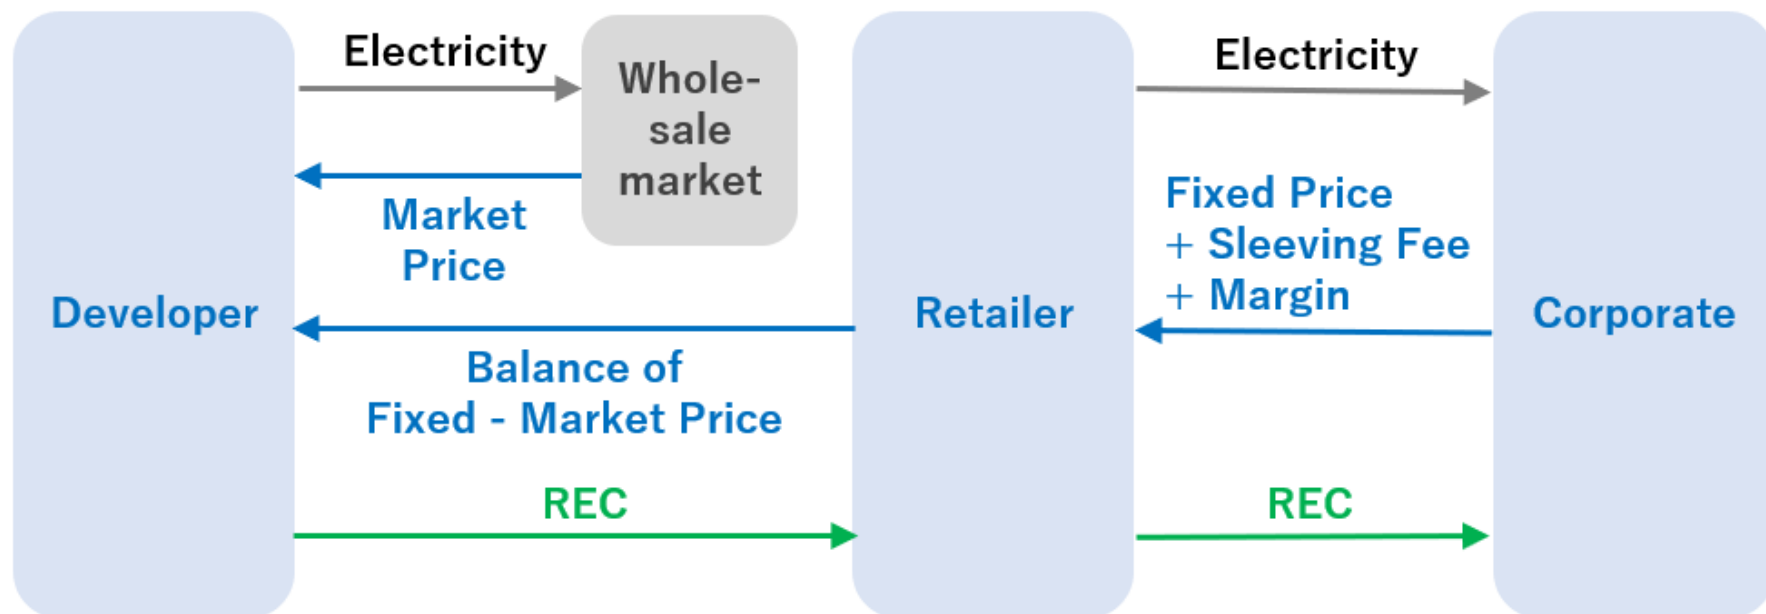 Electricity
Whole-
sale
market
Electricity
Market
Price
Fixed Price
+ Sleeving Fee
+ Margin
Developer
Retailer
Corporate
Balance of
Fixed - Market Price
REC
REC